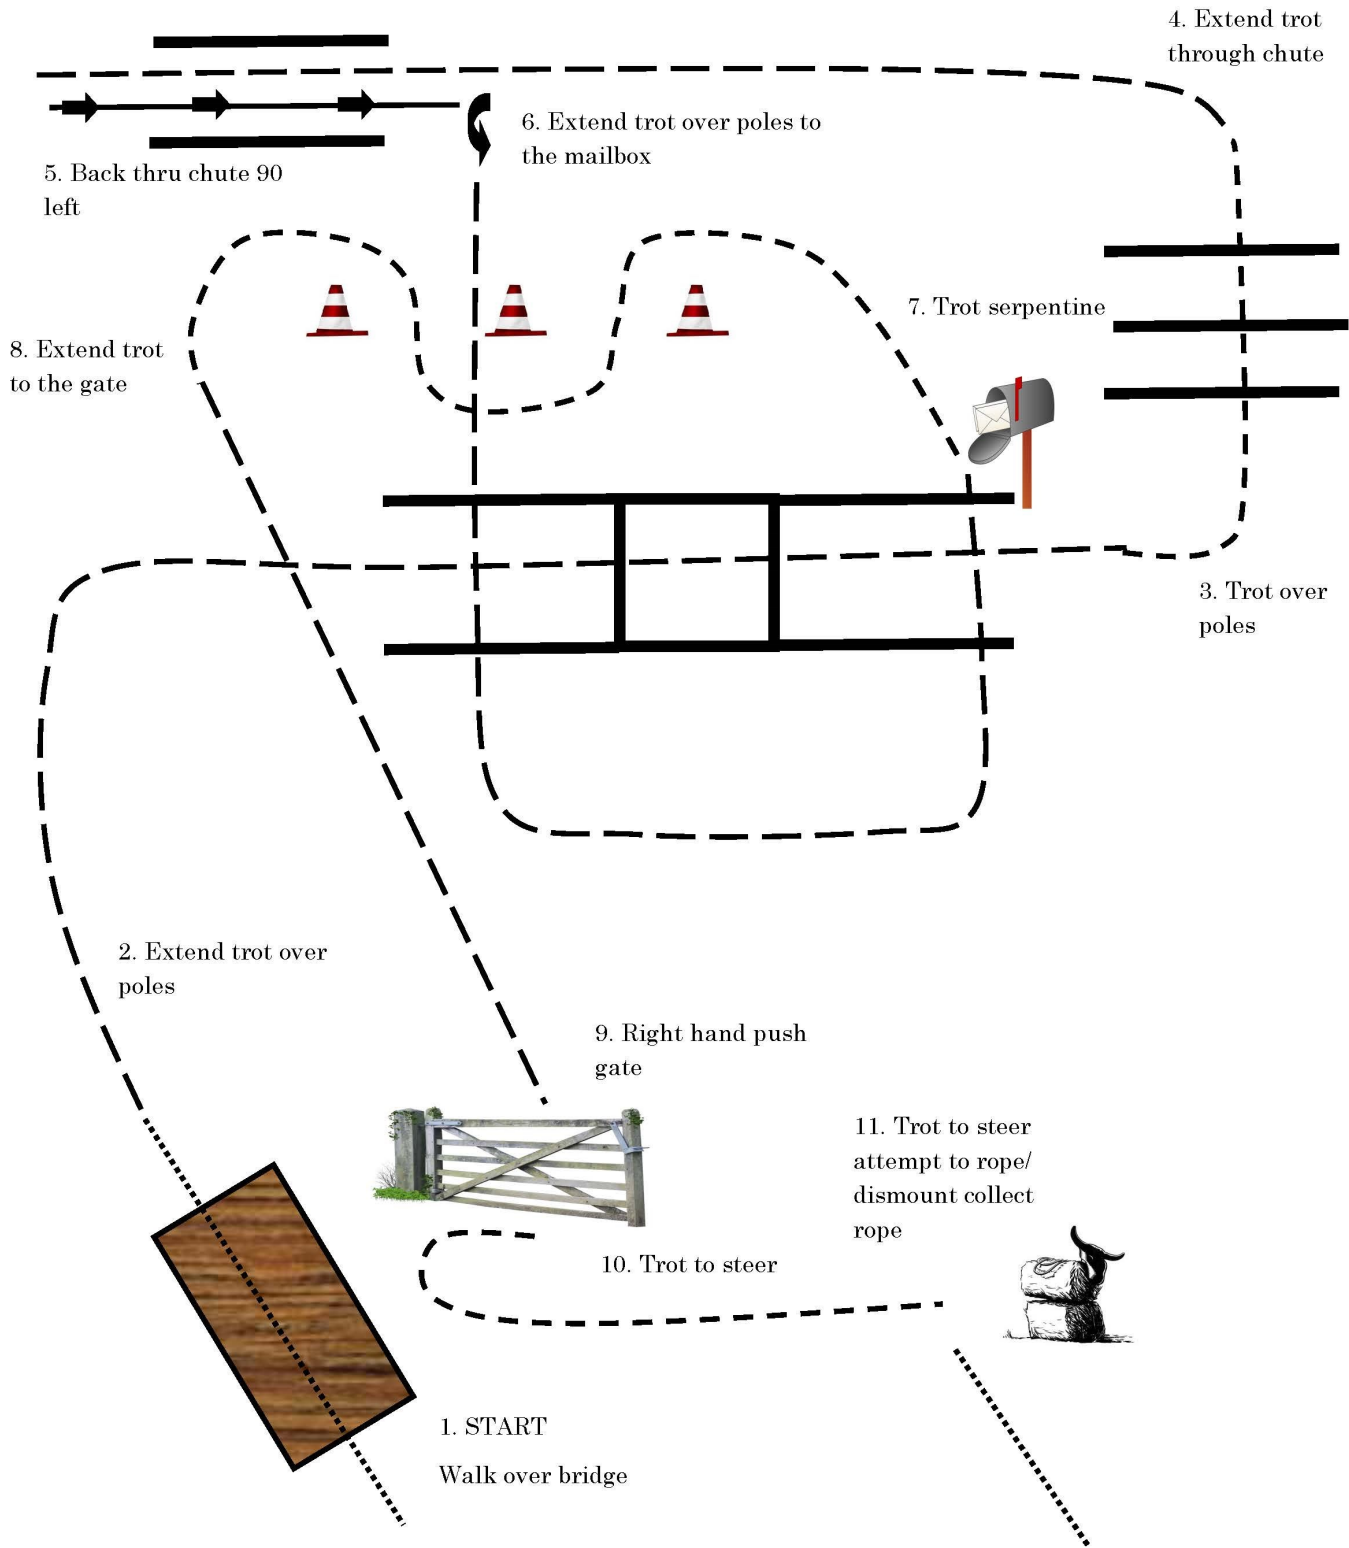 4. Extend trot
through chute
6. Extend trot over poles to
the mailbox
5. Back thru chute 90
left
7. Trot serpentine
8. Extend trot
to the gate
3. Trot over
poles
2. Extend trot over
poles
9. Right hand push
gate
11. Trot to steer
attempt to rope/
dismount collect
rope
10. Trot to steer
1. START
Walk over bridge